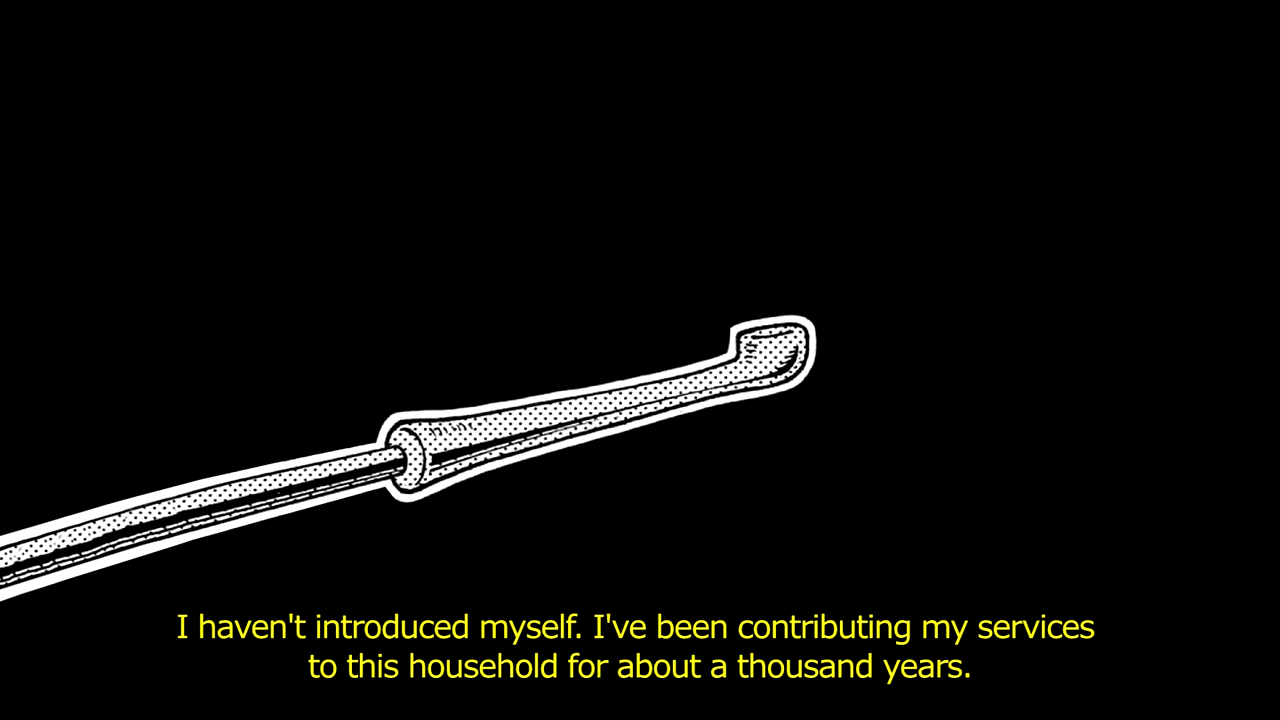 I haven't introduced myself. I've been contributing my services
to this household for about a thousand years.